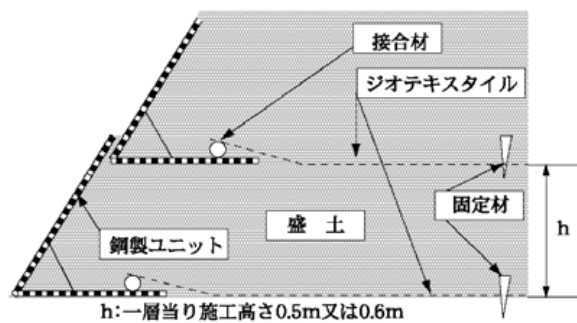 接合材
ジオテキスタイル
固定材
h
盛 土
鋼製ユニット
h:一層当り施工高さ0.5m又は0.6m